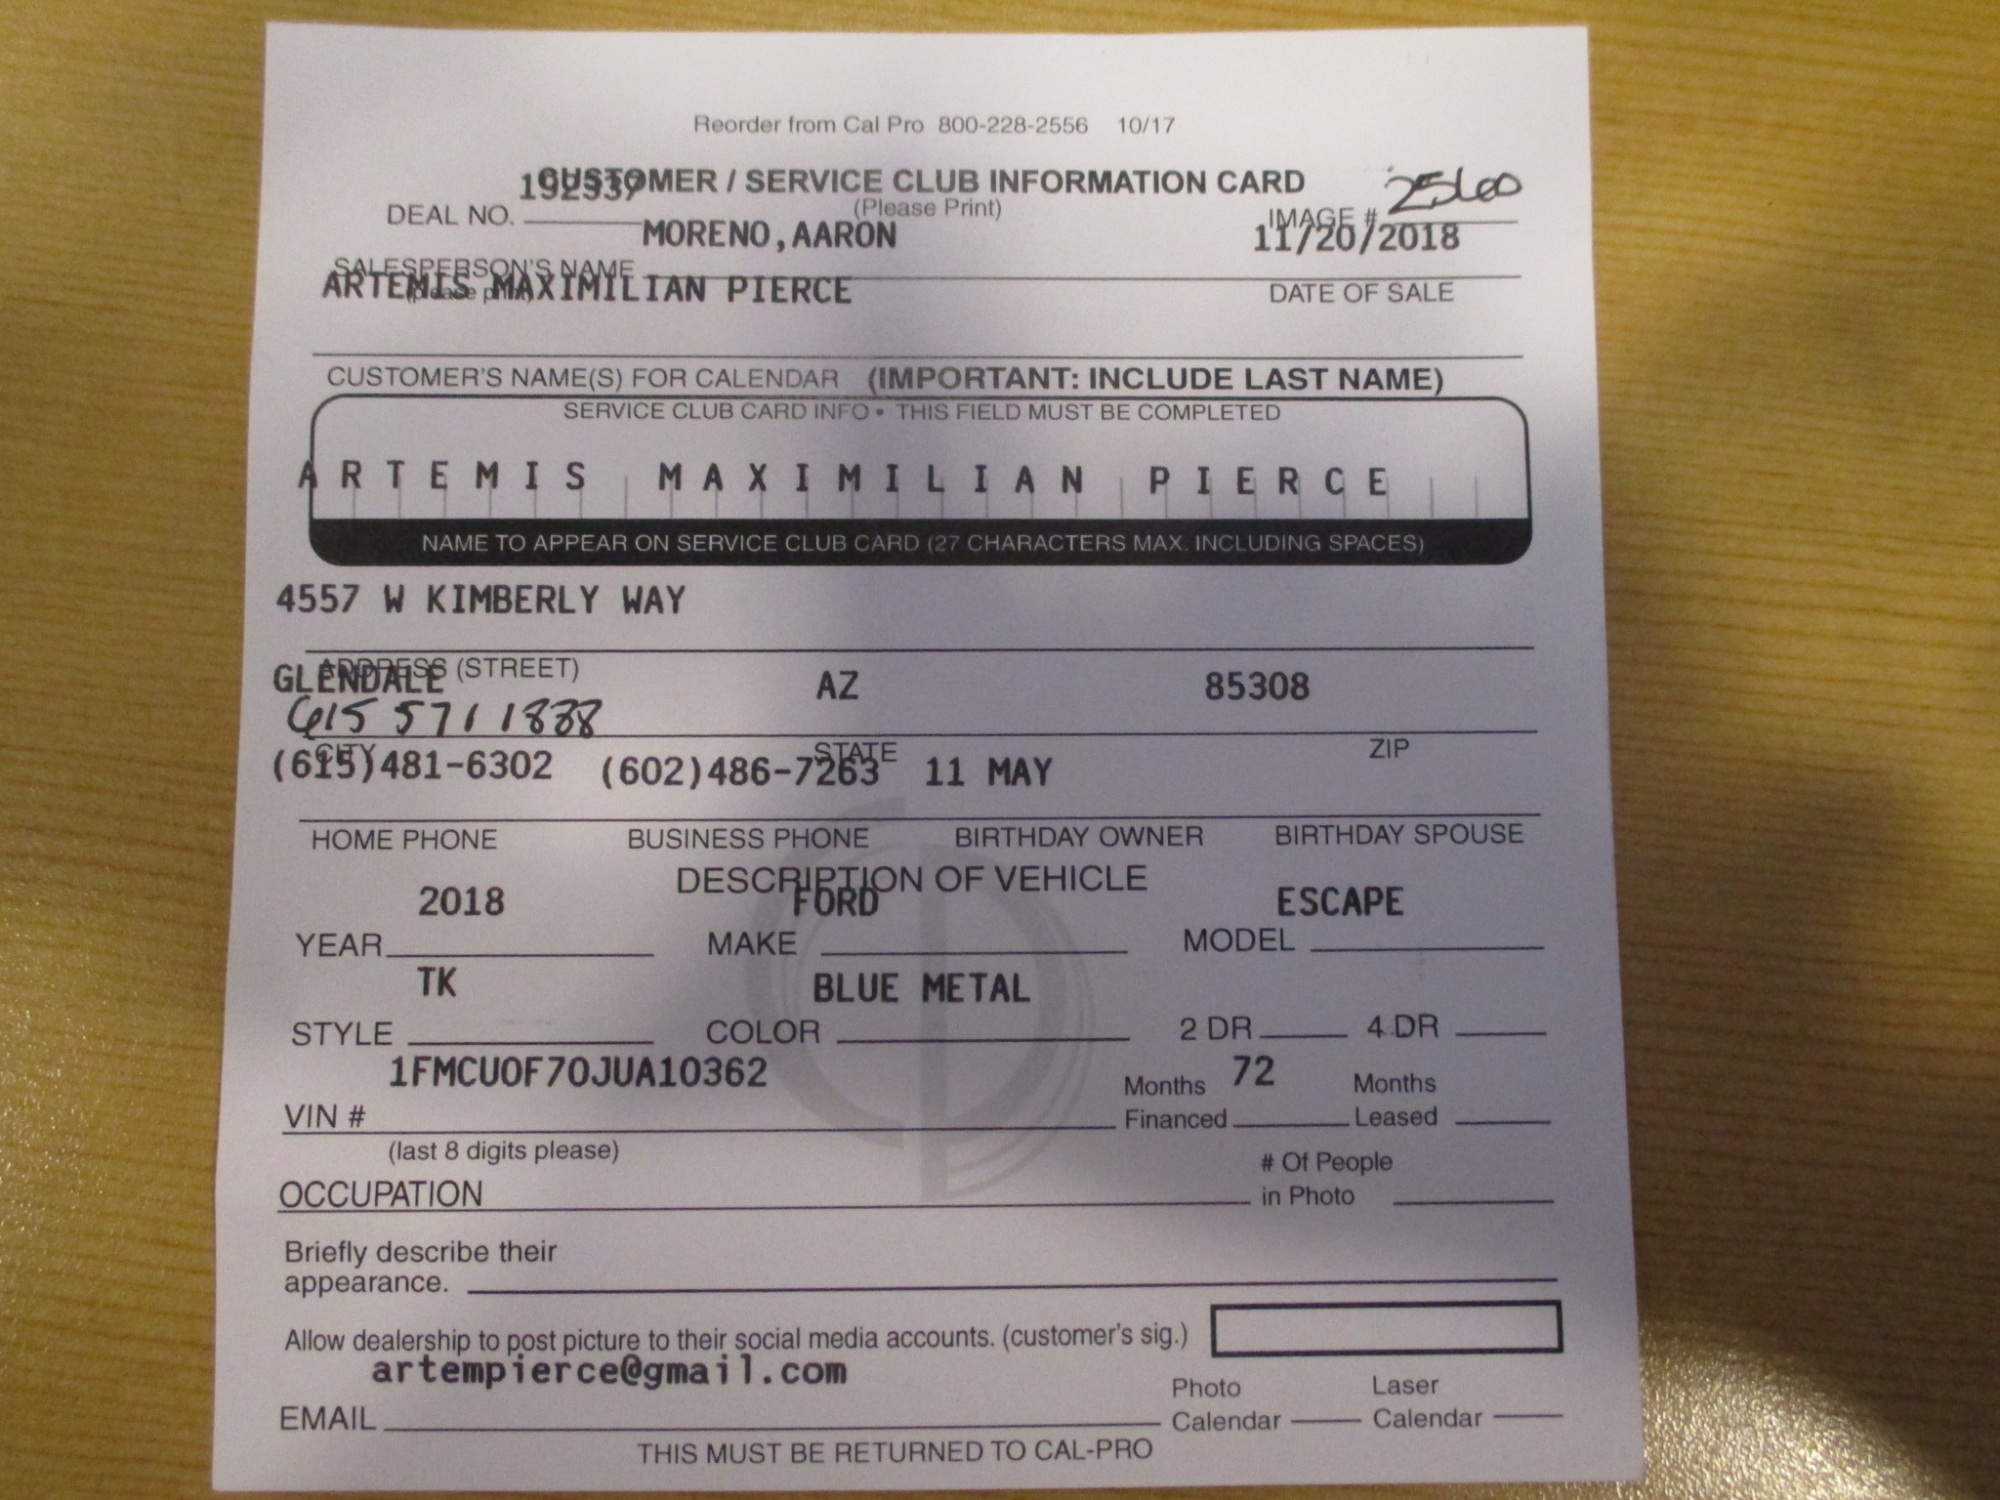 Reorder from Cal Pro 800-228-2556 10/17
CUSTOMER / SERVICE CLUB INFORMATION CARD
(Please Print)
DEAL NO. IMAGE #
MORENO,AARON 11/20/2018
SALESPERSON'S NAME
(please print)
ARTEMIS MAXIMILIAN PIERCE DATE OF SALE
CUSTOMER'S NAME(S) FOR CALENDAR (IMPORTANT: INCLUDE LAST NAME)
SERVICE CLUB CARD INFO • THIS FIELD MUST BE COMPLETED
ARTEMIS MAXIMILIAN PIERCE
NAME TO APPEAR ON SERVICE CLUB CARD (27 CHARACTERS MAX. INCLUDING SPACES)
4557 W KIMBERLY WAY
ADDRESS (STREET)
GLENDALE AZ 85308
615 571 1838
CITY STATE ZIP
(615)481-6302 (602)486-7263 11 MAY
HOME PHONE BUSINESS PHONE BIRTHDAY OWNER BIRTHDAY SPOUSE
DESCRIPTION OF VEHICLE
2018 FORD ESCAPE
YEAR MAKE MODEL
TK BLUE METAL
STYLE COLOR 2 DR 4 DR
1FMCU0F70JUA10362 72
VIN # Months Financed Months Leased
(last 8 digits please)
OCCUPATION # Of People in Photo
Briefly describe their
appearance.
Allow dealership to post picture to their social media accounts. (customer's sig.)
artempierce@gmail.com
EMAIL Photo Calendar Laser Calendar
THIS MUST BE RETURNED TO CAL-PRO